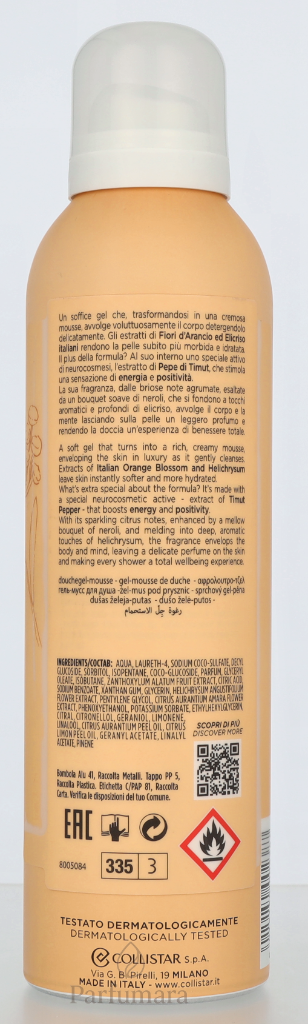 Un soffice gel che, trasformandosi in una cremosa
mousse, avvolge voluttuosamente il corpo detergendolo
delicatamente. Gli estratti di Fiori d'Arancio ed Elicriso
italiani rendono la pelle subito più morbida e idratata.
Il plus della formula? Al suo interno uno speciale attivo
di neurocosmesi, l'estratto di Pepe di Timut, che stimola
una sensazione di energia e positività.
La sua fragranza, dalle briose note agrumate, esaltate
da un bouquet soave di neroli, che si fondono a tocchi
aromatici e profondi di elicriso, avvolge il corpo e la
mente lasciando sulla pelle un leggero profumo e
rendendo la doccia un'esperienza di benessere totale.
A soft gel that turns into a rich, creamy mousse,
enveloping the skin in luxury as it gently cleanses.
Extracts of Italian Orange Blossom and Helichrysum
leave skin instantly softer and more hydrated.
What's extra special about the formula? It's made with
a special neurocosmetic active - extract of Timut
Pepper - that boosts energy and positivity.
With its sparkling citrus notes, enhanced by a mellow
bouquet of neroli, and melding into deep, aromatic
touches of helichrysum, the fragrance envelops the
body and mind, leaving a delicate perfume on the skin
and making every shower a total wellbeing experience.
douchegel-mousse - gel-mousse de douche - αφρολουτρο-τζελ
гель-мусс для душа -żel-mus pod prysznic - sprchový gel-pěna
dušas želeja-putas - dušo želė-putos -
رغوة جل الاستحمام
INGREDIENTS/COCTAB: AQUA, LAURETH-4, SODIUM COCO-SULFATE, DECYL
GLUCOSIDE, SORBITOL, ISOPENTANE, COCO-GLUCOSIDE, PARFUM, GLYCERYL
OLEATE, ISOBUTANE, ZANTHOXYLUM ALATUM FRUIT EXTRACT, CITRIC ACID,
SODIUM BENZOATE, XANTHAN GUM, GLYCERIN, HELICHRYSUM ANGUSTIFOLIUM
FLOWER EXTRACT, PENTYLENE GLYCOL, CITRUS AURANTIUM AMARA FLOWER
EXTRACT, PHENOXYETHANOL, POTASSIUM SORBATE, ETHYLHEXYLGLYCERIN,
CITRAL, CITRONELLOL, GERANIOL, LIMONENE,
LINALOOL, CITRUS AURANTIUM PEEL OIL, CITRUS
LIMON PEEL OIL, GERANYL ACETATE, LINALYL
ACETATE, PINENE
SCOPRI DI PIÙ
DISCOVER MORE
Bombola Alu 41, Raccolta Metalli, Tappo PP 5,
Raccolta Plastica. Etichetta C/PAP 81, Raccolta
Carta. Verifica le disposizioni del tuo Comune.
EAC
8005084
335 3
TESTATO DERMATOLOGICAMENTE
DERMATOLOGICALLY TESTED
COLLISTAR S.p.A.
Via G. B. Pirelli, 19 MILANO
MADE IN ITALY - www.collistar.it
Parfumara